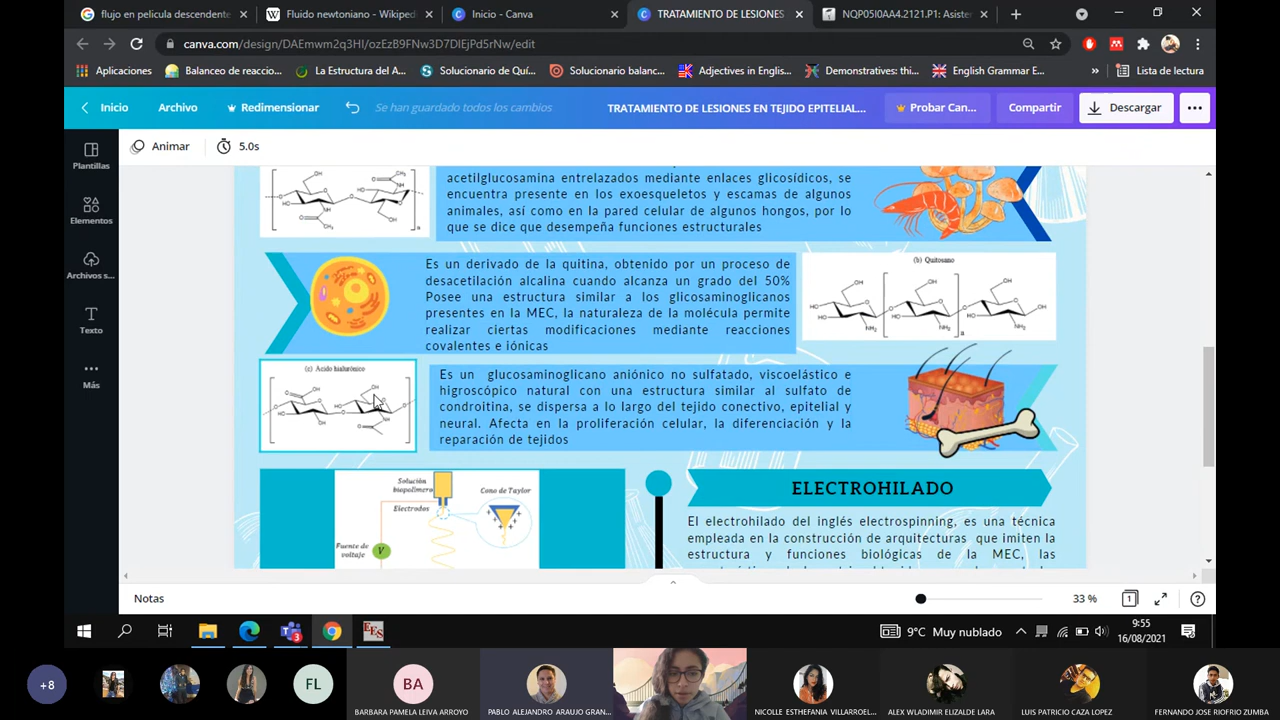 flujo en pelicula descendente
Fluido newtoniano - Wikiped
Inicio - Canva
TRATAMIENTO DE LESIONES
NQP05I0AA4.2121.P1: Asiste
canva.com/design/DAEmwm2q3HI/ozEzB9FNw3D7DIEjPd5rNw/edit
Aplicaciones
Balanceo de reaccio...
La Estructura del A...
Solucionario de Quí...
Solucionario balanc...
Adjectives in Englis...
Demonstratives: thi...
English Grammar E...
»
Lista de lectura
Inicio
Archivo
Redimensionar
Se han guardado todos los cambios
TRATAMIENTO DE LESIONES EN TEJIDO EPITELIAL...
Probar Can...
Compartir
Descargar
Animar
5.0s
Plantillas
Elementos
Archivos s...
Texto
Más
acetilglucosamina entrelazados mediante enlaces glicosídicos, se
encuentra presente en los exoesqueletos y escamas de algunos
animales, así como en la pared celular de algunos hongos, por lo
que se dice que desempeña funciones estructurales
Es un derivado de la quitina, obtenido por un proceso de
desacetilación alcalina cuando alcanza un grado del 50%
Posee una estructura similar a los glicosaminoglicanos
presentes en la MEC, la naturaleza de la molécula permite
realizar ciertas modificaciones mediante reacciones
covalentes e iónicas
(b) Quitosano
(c) Ácido hialurónico
Es un glucosaminoglicano aniónico no sulfatado, viscoelástico e
higroscópico natural con una estructura similar al sulfato de
condroitina, se dispersa a lo largo del tejido conectivo, epitelial y
neural. Afecta en la proliferación celular, la diferenciación y la
reparación de tejidos
Solución
biopolímero
Cono de Taylor
Electrodos
Fuente de
voltaje
V
ELECTROHILADO
El electrohilado del inglés electrospinning, es una técnica
empleada en la construcción de arquitecturas que imiten la
estructura y funciones biológicas de la MEC, las
Notas
33 %
1
9°C Muy nublado
9:55
16/08/2021
+8
FL
BA
BARBARA PAMELA LEIVA ARROYO
PABLO ALEJANDRO ARAUJO GRAN...
NICOLLE ESTHEFANIA VILLARROEL...
ALEX WLADIMIR ELIZALDE LARA
LUIS PATRICIO CAZA LOPEZ
FERNANDO JOSE RIOFRIO ZUMBA